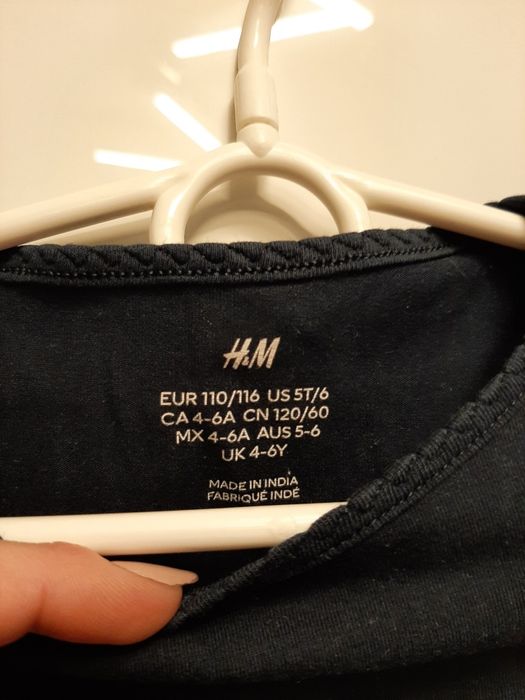 H&M
EUR 110/116 US 5T/6
CA 4-6A CN 120/60
MX 4-6A AUS 5-6
UK 4-6Y
MADE IN INDIA
FABRIQUÉ INDE